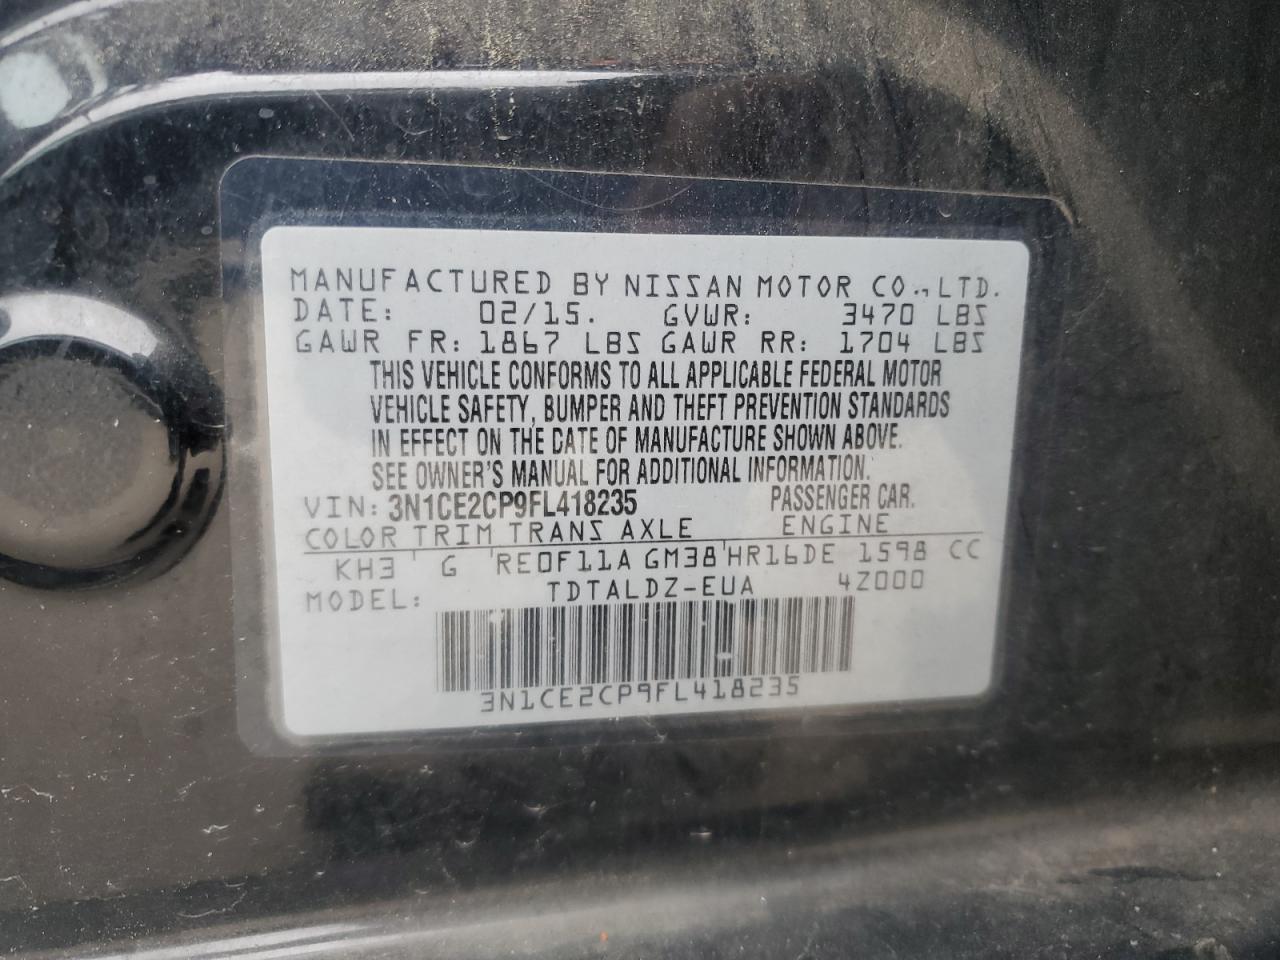 MANUFACTURED BY NISSAN MOTOR CO., LTD.
DATE: 02/15. GVWR: 3470 LBS
GAWR FR: 1867 LBS GAWR RR: 1704 LBS
THIS VEHICLE CONFORMS TO ALL APPLICABLE FEDERAL MOTOR
VEHICLE SAFETY, BUMPER AND THEFT PREVENTION STANDARDS
IN EFFECT ON THE DATE OF MANUFACTURE SHOWN ABOVE.
SEE OWNER'S MANUAL FOR ADDITIONAL INFORMATION.
VIN: 3N1CE2CP9FL418235 PASSENGER CAR.
COLOR TRIM TRANS AXLE ENGINE
KH3 G RE0F11A GM38 HR16DE 1598 CC
MODEL: TDTALDZ-EUA 4Z000
3N1CE2CP9FL418235